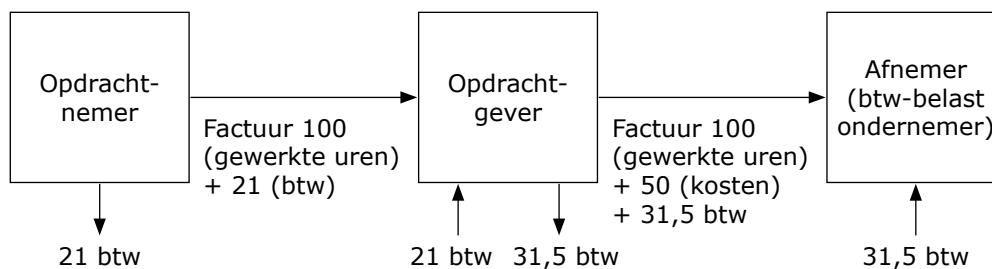 Opdracht-
nemer
Factuur 100
(gewerkte uren)
+ 21 (btw)
Opdracht-
gever
Factuur 100
(gewerkte uren)
+ 50 (kosten)
+ 31,5 btw
Afnemer
(btw-belast
ondernemer)
21 btw
21 btw
31,5 btw
31,5 btw